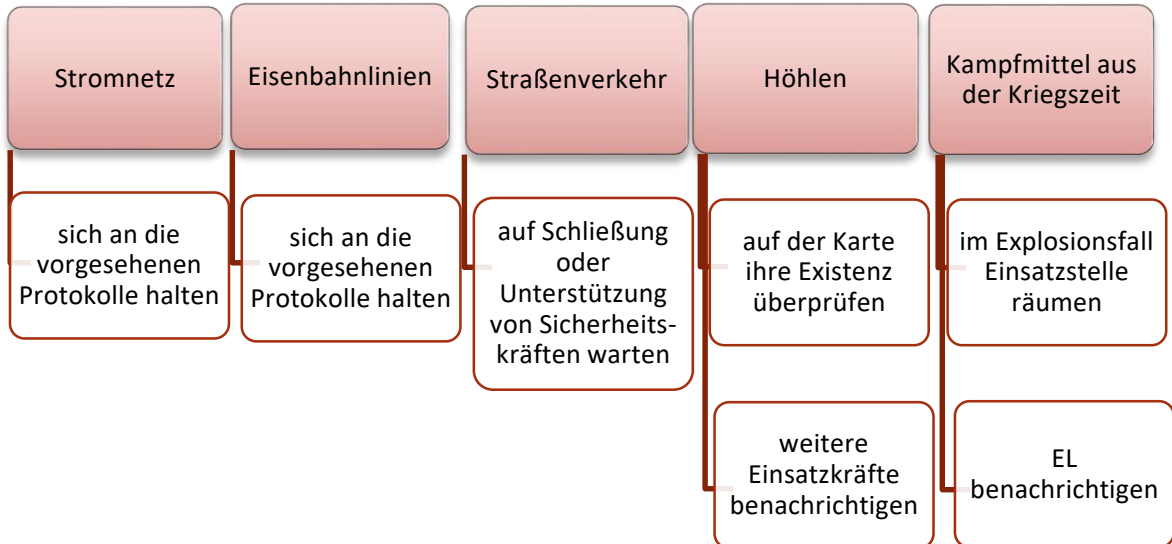 Stromnetz
Eisenbahnlinien
Straßenverkehr
Höhlen
Kampfmittel aus
der Kriegszeit
sich an die
vorgesehenen
Protokolle halten
sich an die
vorgesehenen
Protokolle halten
auf Schließung
oder
Unterstützung
von Sicherheits-
kräften warten
auf der Karte
ihre Existenz
überprüfen
im Explosionsfall
Einsatzstelle
räumen
weitere
Einsatzkräfte
benachrichtigen
EL
benachrichtigen